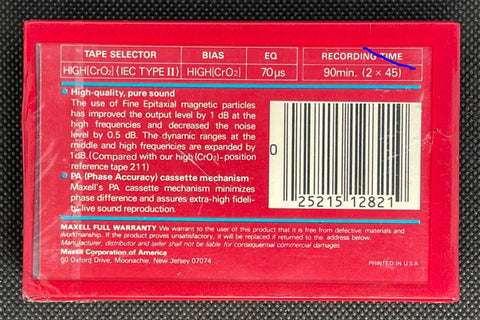 TAPE SELECTOR BIAS EQ RECORDING TIME
HIGH[CrO2] (IEC TYPE II) HIGH[CrO2] 70μs 90min. (2 × 45)
High-quality, pure sound
The use of Fine Epitaxial magnetic particles
has improved the output level by 1 dB at the
high frequencies and decreased the noise
level by 0.5 dB. The dynamic ranges at the
middle and high frequencies are expanded by
1dB. (Compared with our high (CrO2)-position
reference tape 211)
PA (Phase Accuracy) cassette mechanism
Maxell's PA cassette mechanism minimizes
phase difference and assures extra-high fideli-
ty live sound reproduction.
0
25215 12821
MAXELL FULL WARRANTY We warrant to the user of this product that it is free from defective materials and
workmanship. If the product proves unsatisfactory, it will be replaced if returned to the address below.
Manufacturer, distributor and seller shall not be liable for consequential commercial damages.
Maxell Corporation of America
60 Oxford Drive, Moonachie, New Jersey 07074
PRINTED IN U.S.A